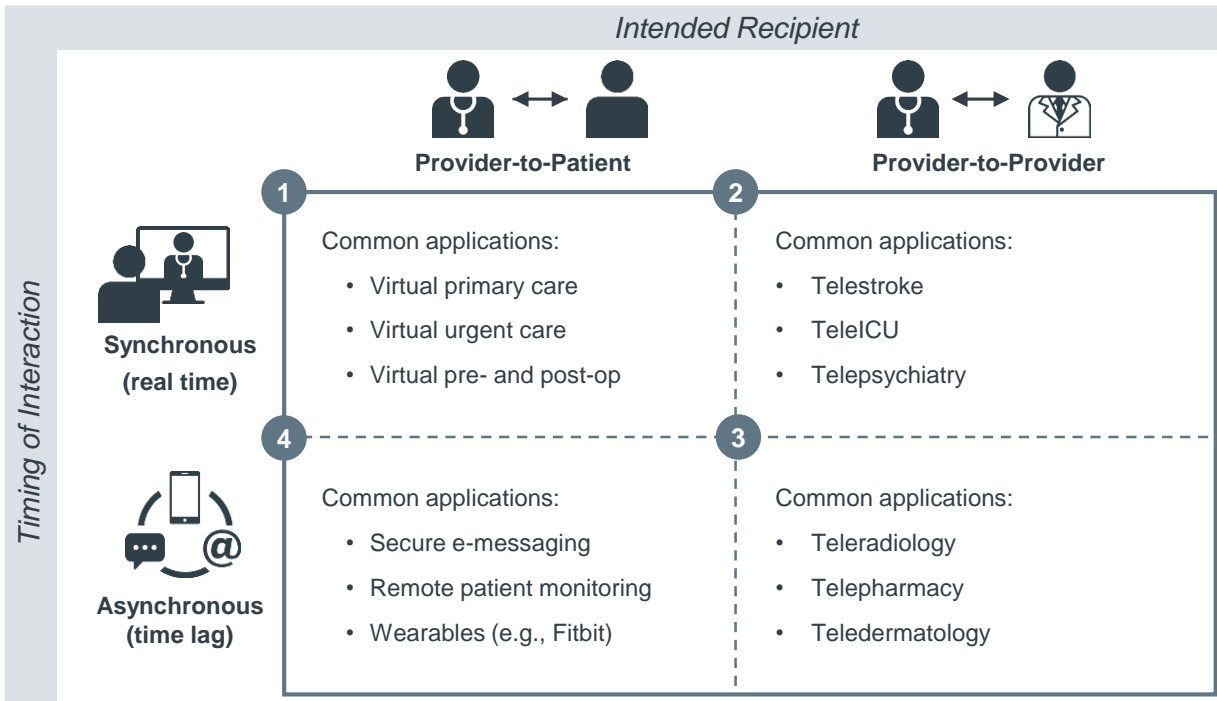 Intended Recipient
Provider-to-Patient
Provider-to-Provider
Timing of Interaction
1
2
Synchronous
(real time)
Common applications:
• Virtual primary care
• Virtual urgent care
• Virtual pre- and post-op
Common applications:
• Telestroke
• TeleICU
• Telepsychiatry
4
3
@
Asynchronous
(time lag)
Common applications:
• Secure e-messaging
• Remote patient monitoring
• Wearables (e.g., Fitbit)
Common applications:
• Teleradiology
• Telepharmacy
• Teledermatology